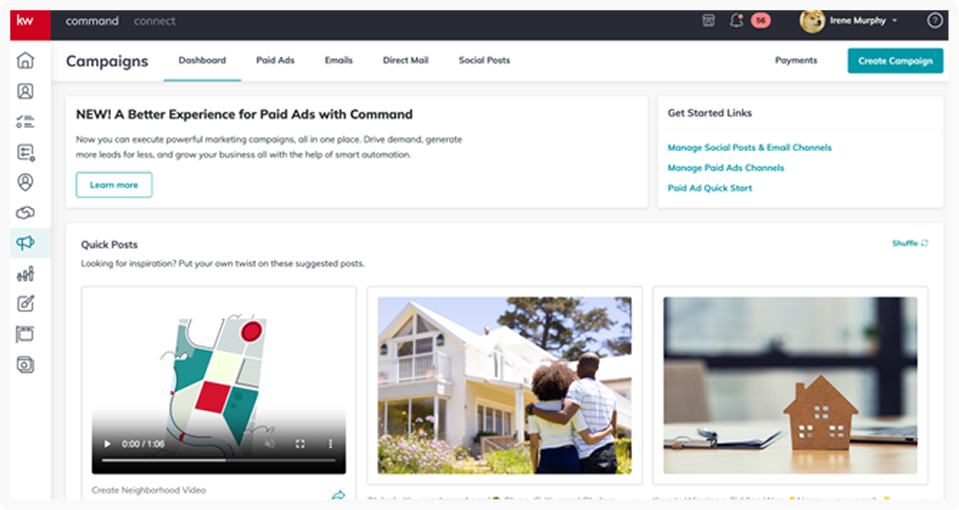 kw command connect 56 Irene Murphy ?
Campaigns Dashboard Paid Ads Emails Direct Mail Social Posts Payments Create Campaign
NEW! A Better Experience for Paid Ads with Command
Now you can execute powerful marketing campaigns, all in one place. Drive demand, generate
more leads for less, and grow your business all with the help of smart automation.
Learn more
Get Started Links
Manage Social Posts & Email Channels
Manage Paid Ads Channels
Paid Ad Quick Start
Quick Posts
Shuffle
Looking for inspiration? Put your own twist on these suggested posts.
0:00 / 1:06
Create Neighborhood Video